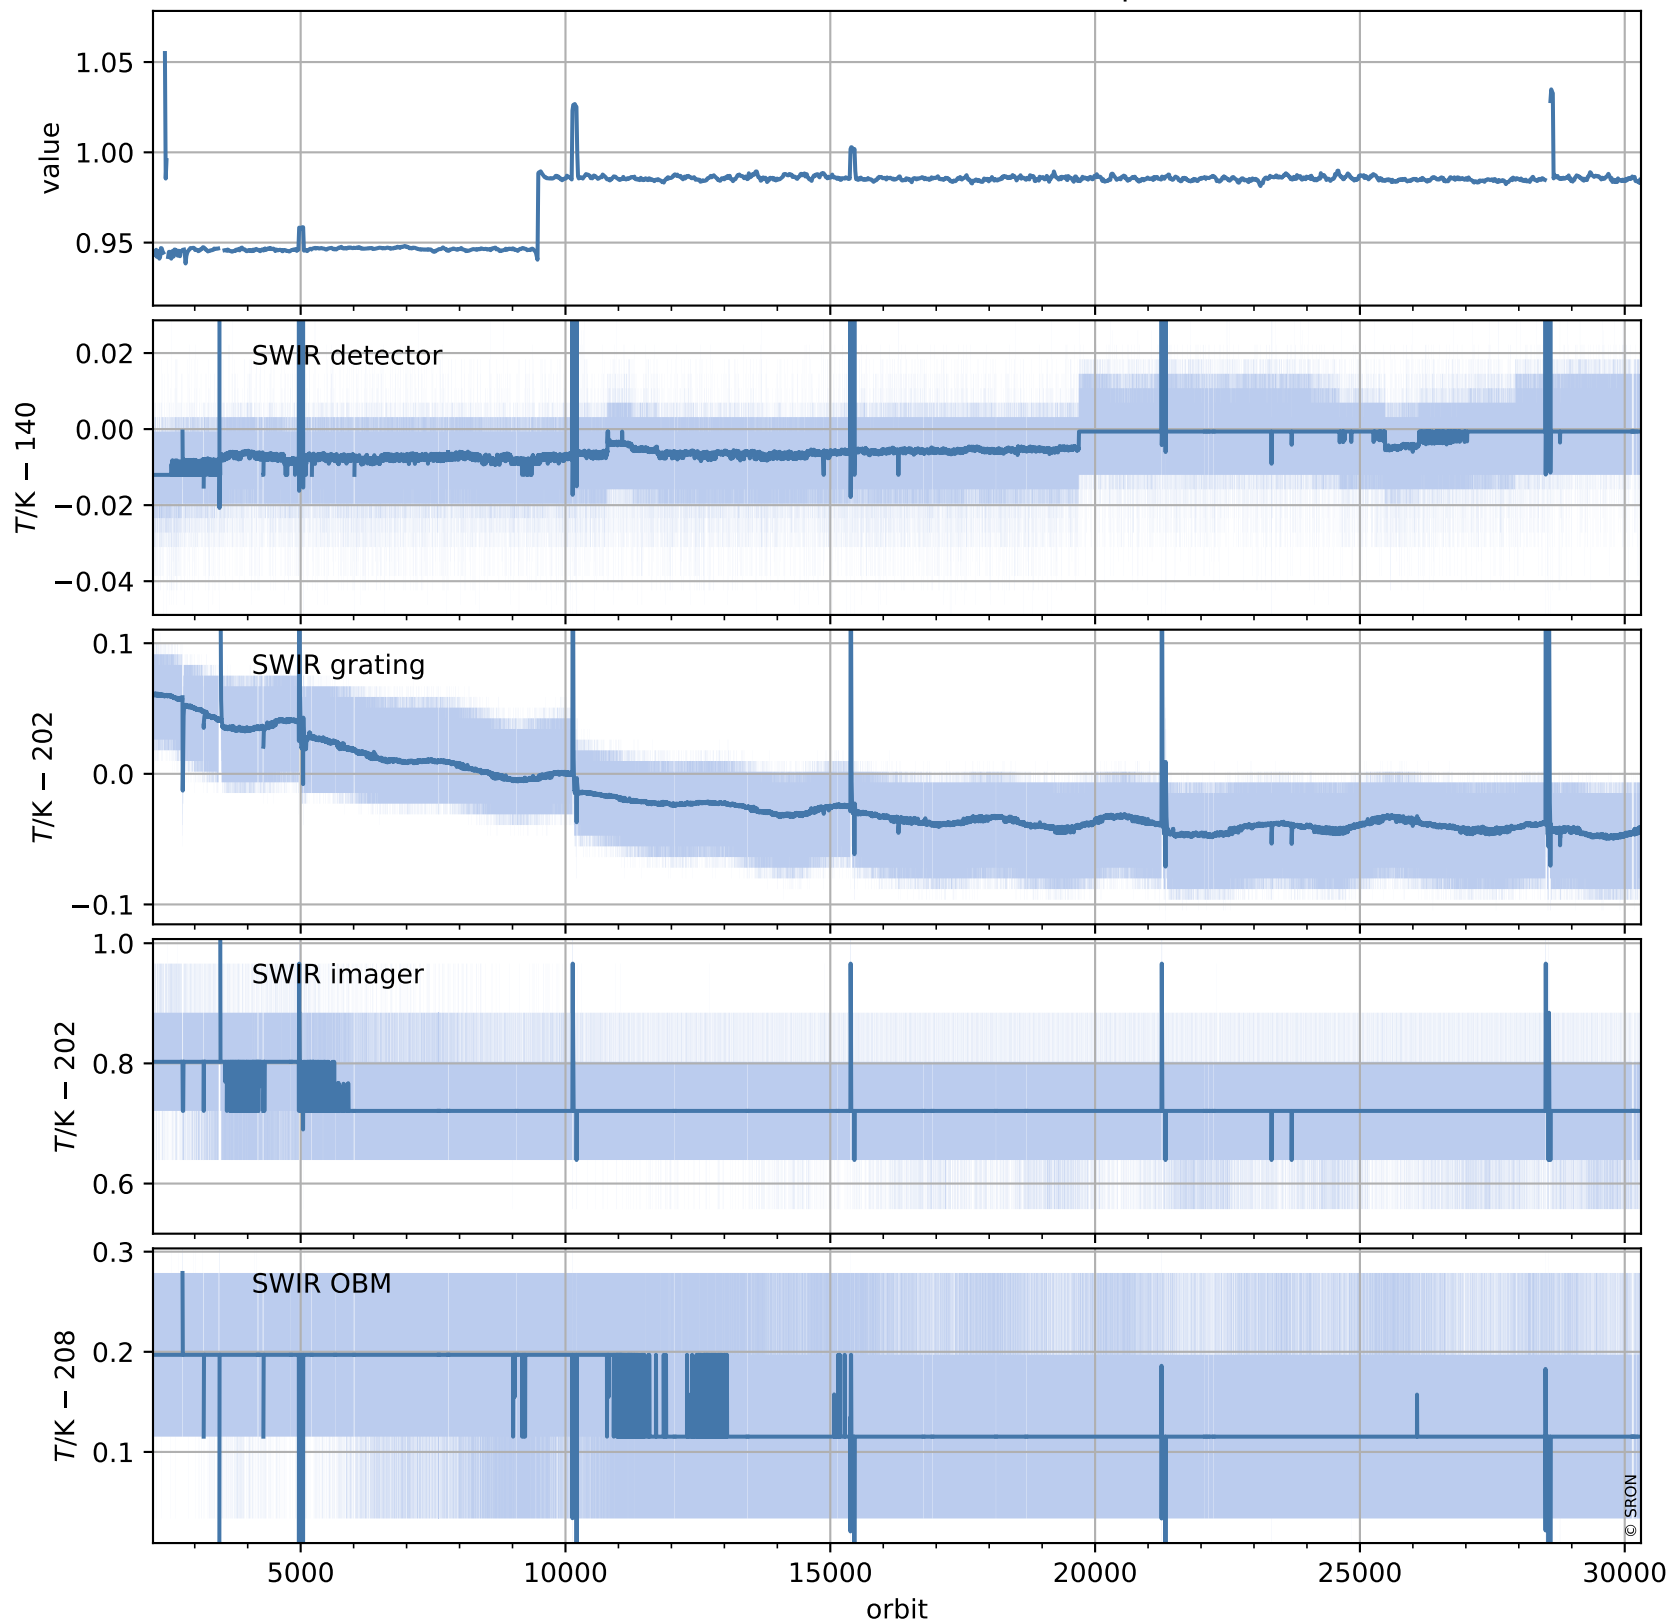 1.05
1.00
0.95
value
SWIR detector
0.02
0.00
−0.02
−0.04
T/K − 140
SWIR grating
0.1
0.0
−0.1
T/K − 202
SWIR imager
1.0
0.8
0.6
T/K − 202
SWIR OBM
0.3
0.2
0.1
T/K − 208
© SRON
5000 10000 15000 20000 25000 30000
orbit